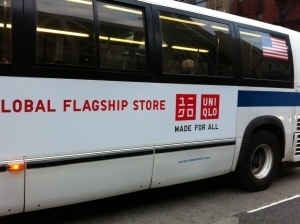 LOBAL FLAGSHIP STORE
ユニ
クロ
UNI
QLO
MADE FOR ALL